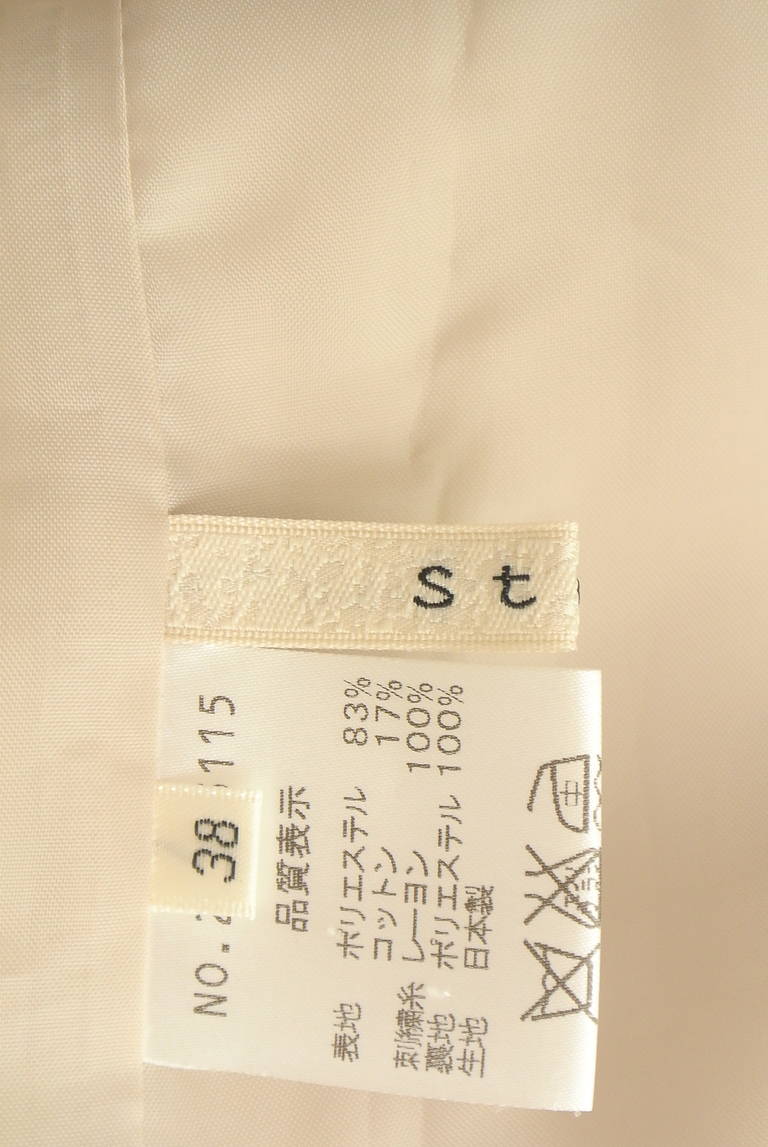 st
38
NO.2 115
品質表示
表地 ポリエステル 83%
コットン 17%
刺繍糸 レーヨン 100%
裏地 ポリエステル 100%
生地 日本製
中